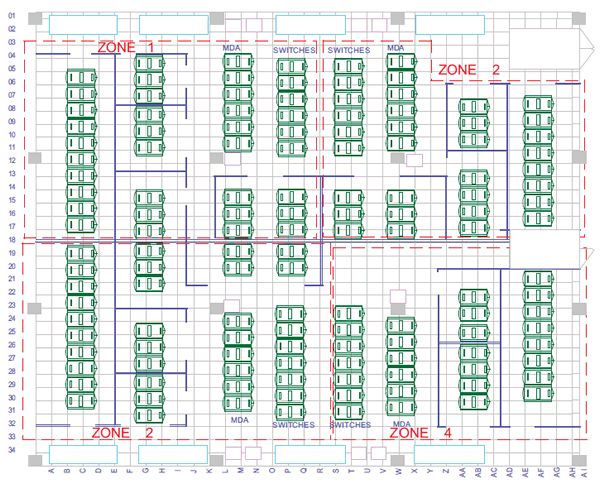 01
02
03
04
05
06
07
08
09
10
11
12
13
14
15
16
17
18
19
20
21
22
23
24
25
26
27
28
29
30
31
32
33
34
ZONE 1
MDA
SWITCHES
SWITCHES
MDA
ZONE 2
ZONE 2
MDA
SWITCHES
SWITCHES
MDA
ZONE 4
A B C D E F G H I J K L M N O P Q R S T U V W X Y Z AA AB AC AD AE AF AG AH AI